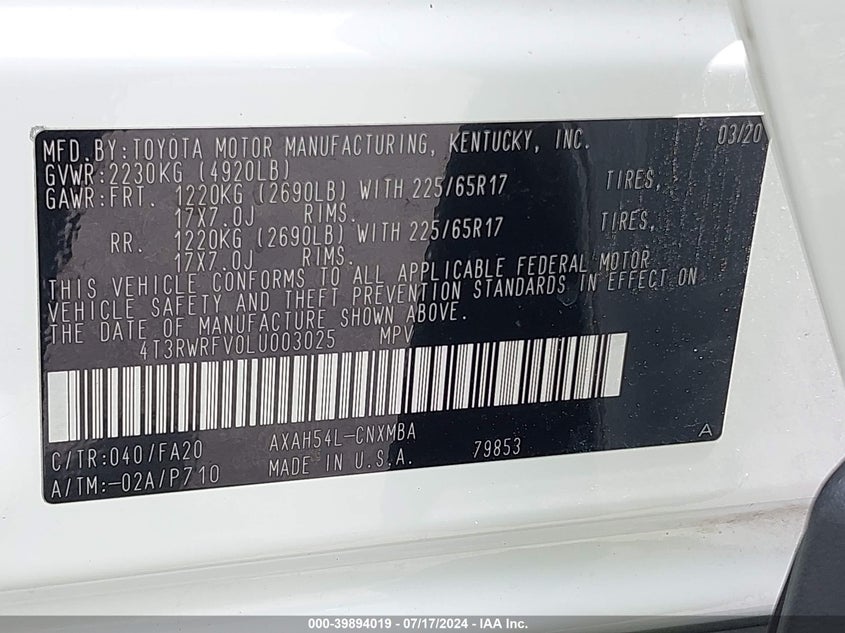 MFD.BY:TOYOTA MOTOR MANUFACTURING, KENTUCKY, INC. 03/20
GVWR:2230KG (4920LB)
GAWR:FRT. 1220KG (2690LB) WITH 225/65R17 TIRES,
17X7.0J RIMS.
RR. 1220KG (2690LB) WITH 225/65R17 TIRES,
17X7.0J RIMS.
THIS VEHICLE CONFORMS TO ALL APPLICABLE FEDERAL MOTOR
VEHICLE SAFETY AND THEFT PREVENTION STANDARDS IN EFFECT ON
THE DATE OF MANUFACTURE SHOWN ABOVE.
4T3RWRFV0LU003025 MPV
C/TR:040/FA20 AXAH54L-CNXMBA
A/TM:-02A/P710 MADE IN U.S.A. 79853 A
000-39894019 - 07/17/2024 - IAA Inc.